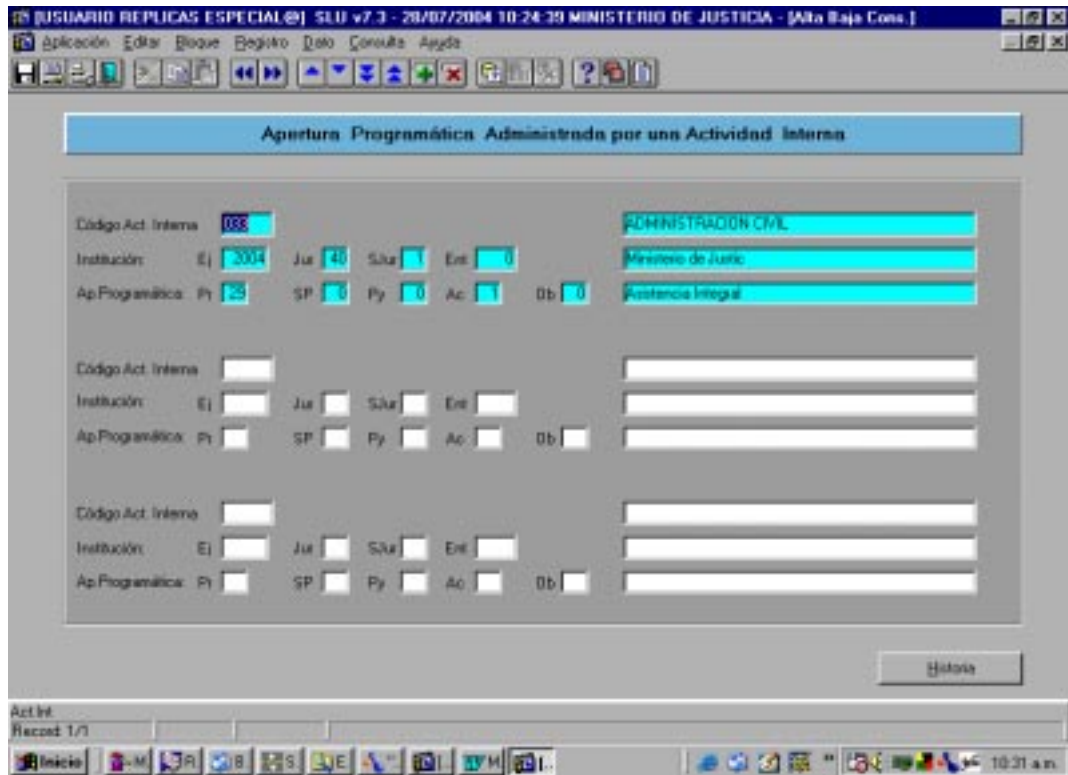 [USUARIO REPLICAS ESPECIAL@] SLU v7.3 - 28/07/2004 10:24:39 MINISTERIO DE JUSTICIA - [Alta Baja Cons.]
Aplicación Editar Bloque Registro Dato Consulta Ayuda
Apertura Programática Administrada por una Actividad Interna
Código Act. Interna 033 ADMINISTRACION CIVIL
Institución: Ej 2004 Jur 40 SJur 1 Ent 0 Ministerio de Justic
Ap.Programática: Pr 29 SP 0 Py 0 Ac 1 Ob 0 Asistencia Integral
Código Act. Interna
Institución: Ej Jur SJur Ent
Ap.Programática: Pr SP Py Ac Ob
Código Act. Interna
Institución: Ej Jur SJur Ent
Ap.Programática: Pr SP Py Ac Ob
Historia
Act.Int.
Record: 1/1
Inicio 10:31 a.m.